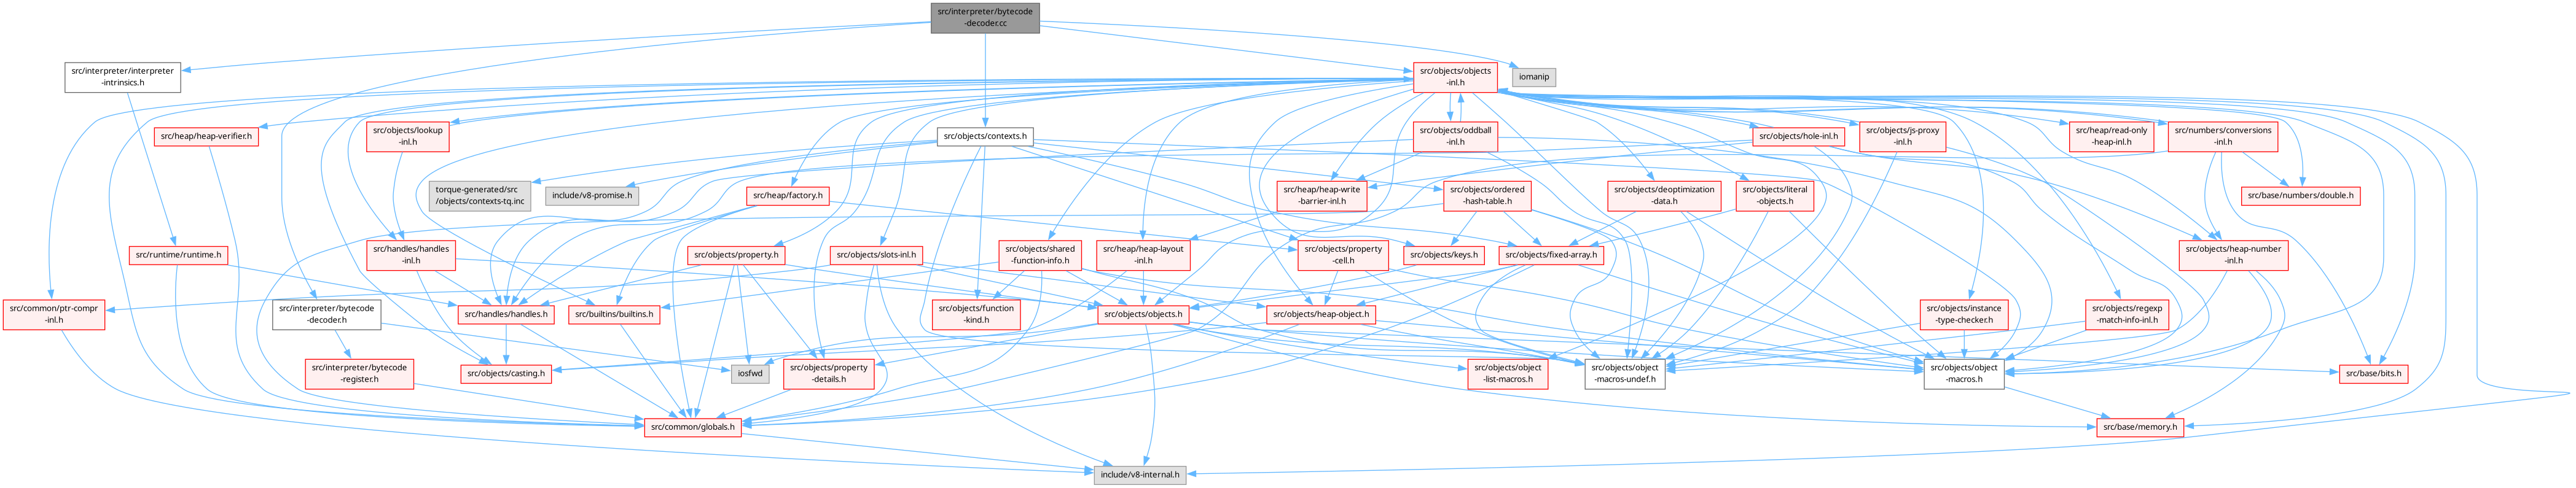 src/interpreter/bytecode
-decoder.cc
src/interpreter/interpreter
-intrinsics.h
src/objects/objects
-inl.h
iomanip
src/heap/heap-verifier.h
src/objects/lookup
-inl.h
src/objects/contexts.h
src/objects/oddball
-inl.h
src/objects/hole-inl.h
src/objects/js-proxy
-inl.h
src/heap/read-only
-heap-inl.h
src/numbers/conversions
-inl.h
torque-generated/src
/objects/contexts-tq.inc
include/v8-promise.h
src/heap/factory.h
src/heap/heap-write
-barrier-inl.h
src/objects/ordered
-hash-table.h
src/objects/deoptimization
-data.h
src/objects/literal
-objects.h
src/base/numbers/double.h
src/runtime/runtime.h
src/handles/handles
-inl.h
src/objects/property.h
src/objects/slots-inl.h
src/objects/shared
-function-info.h
src/heap/heap-layout
-inl.h
src/objects/property
-cell.h
src/objects/keys.h
src/objects/fixed-array.h
src/objects/heap-number
-inl.h
src/common/ptr-compr
-inl.h
src/interpreter/bytecode
-decoder.h
src/handles/handles.h
src/builtins/builtins.h
src/objects/function
-kind.h
src/objects/objects.h
src/objects/heap-object.h
src/objects/instance
-type-checker.h
src/objects/regexp
-match-info-inl.h
src/interpreter/bytecode
-register.h
src/objects/casting.h
iosfwd
src/objects/property
-details.h
src/objects/object
-list-macros.h
src/objects/object
-macros-undef.h
src/objects/object
-macros.h
src/base/bits.h
src/common/globals.h
src/base/memory.h
include/v8-internal.h